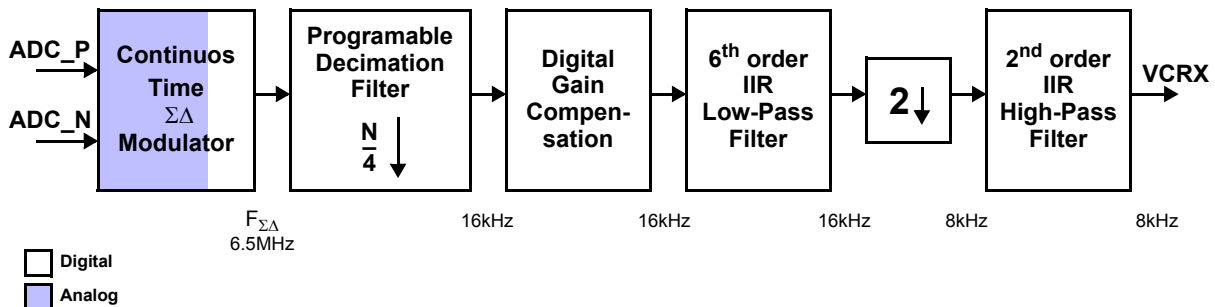 ADC_P
ADC_N
Continuos
Time
ΣΔ
Modulator
Programable
Decimation
Filter
N
4
Digital
Gain
Compen-
sation
6th order
IIR
Low-Pass
Filter
2
2nd order
IIR
High-Pass
Filter
VCRX
FΣΔ
6.5MHz
16kHz
16kHz
16kHz
8kHz
8kHz
Digital
Analog